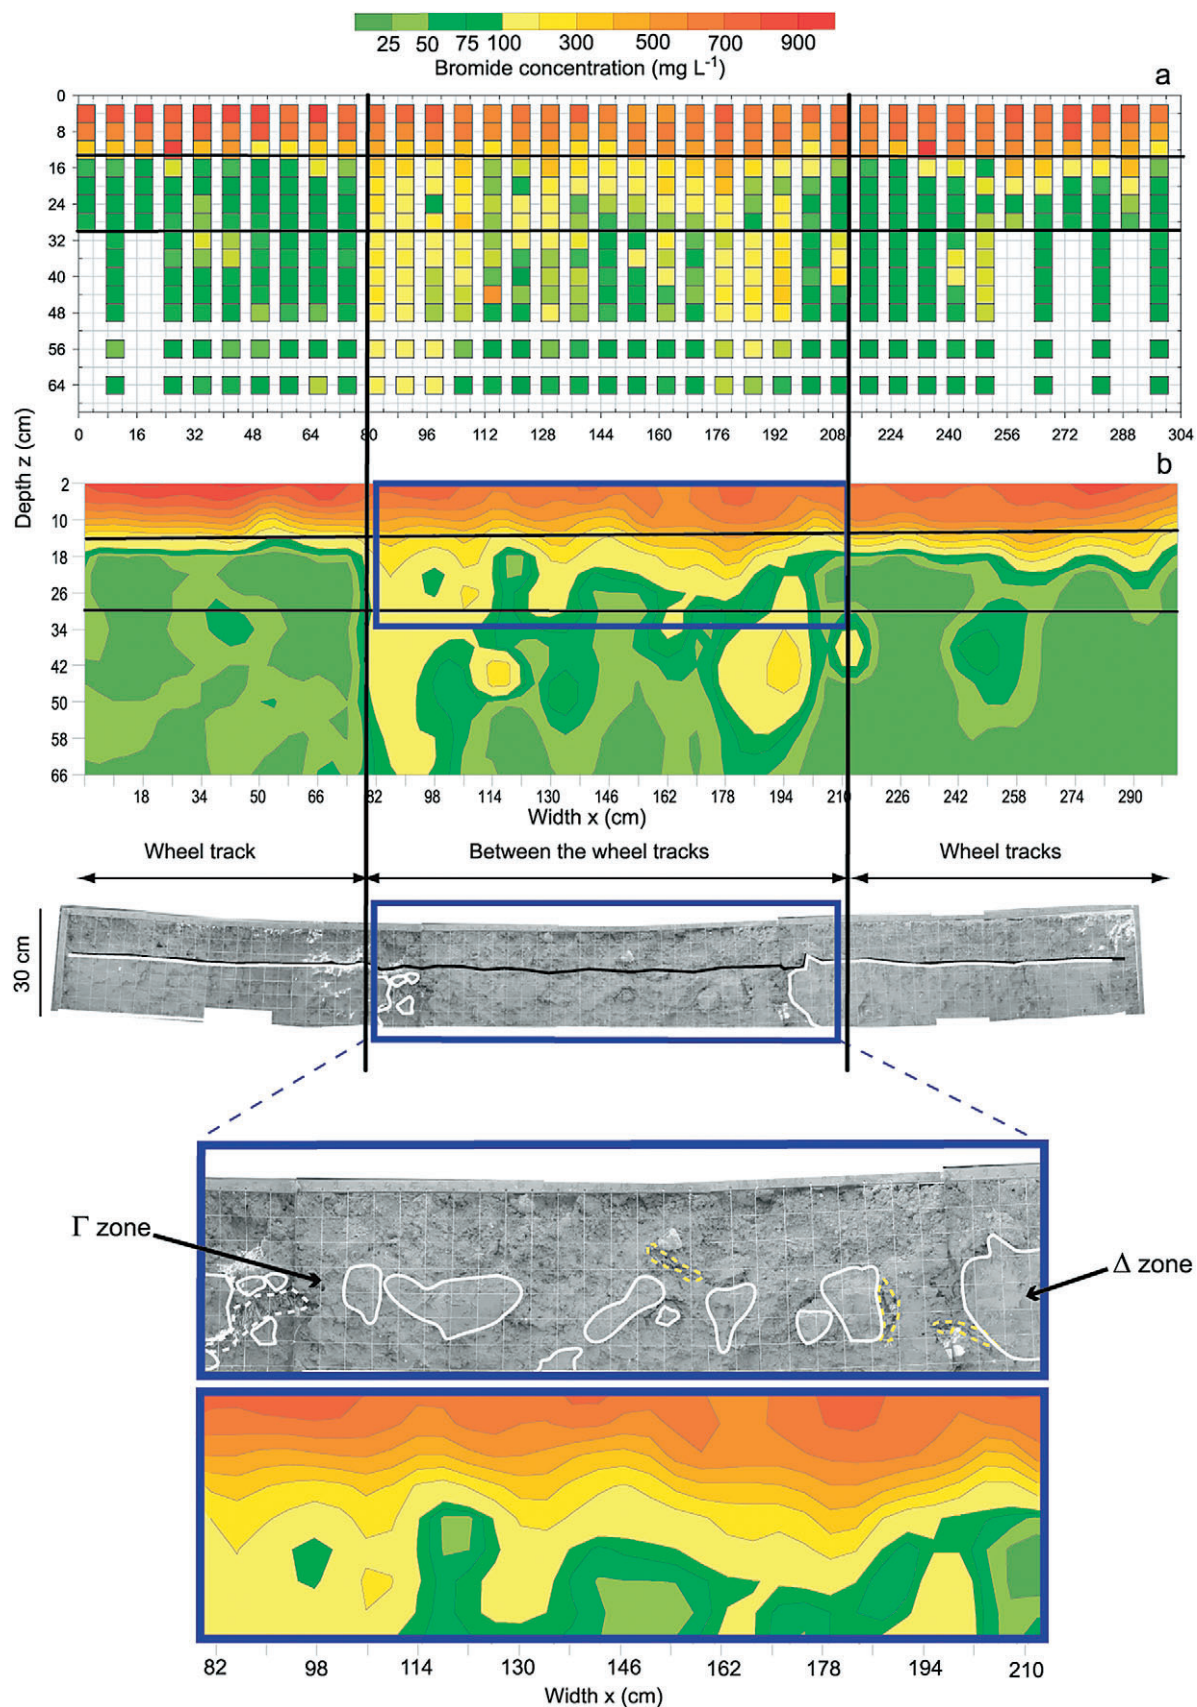 25 50 75 100 300 500 700 900
Bromide concentration (mg L-1)
a
0
8
16
24
32
40
48
56
64
0 16 32 48 64 80 96 112 128 144 160 176 192 208 224 240 256 272 288 304
Depth z (cm)
b
2
10
18
26
34
42
50
58
66
18 34 50 66 82 98 114 130 146 162 178 194 210 226 242 258 274 290
Width x (cm)
Wheel track Between the wheel tracks Wheel tracks
30 cm
Γ zone
Δ zone
82 98 114 130 146 162 178 194 210
Width x (cm)